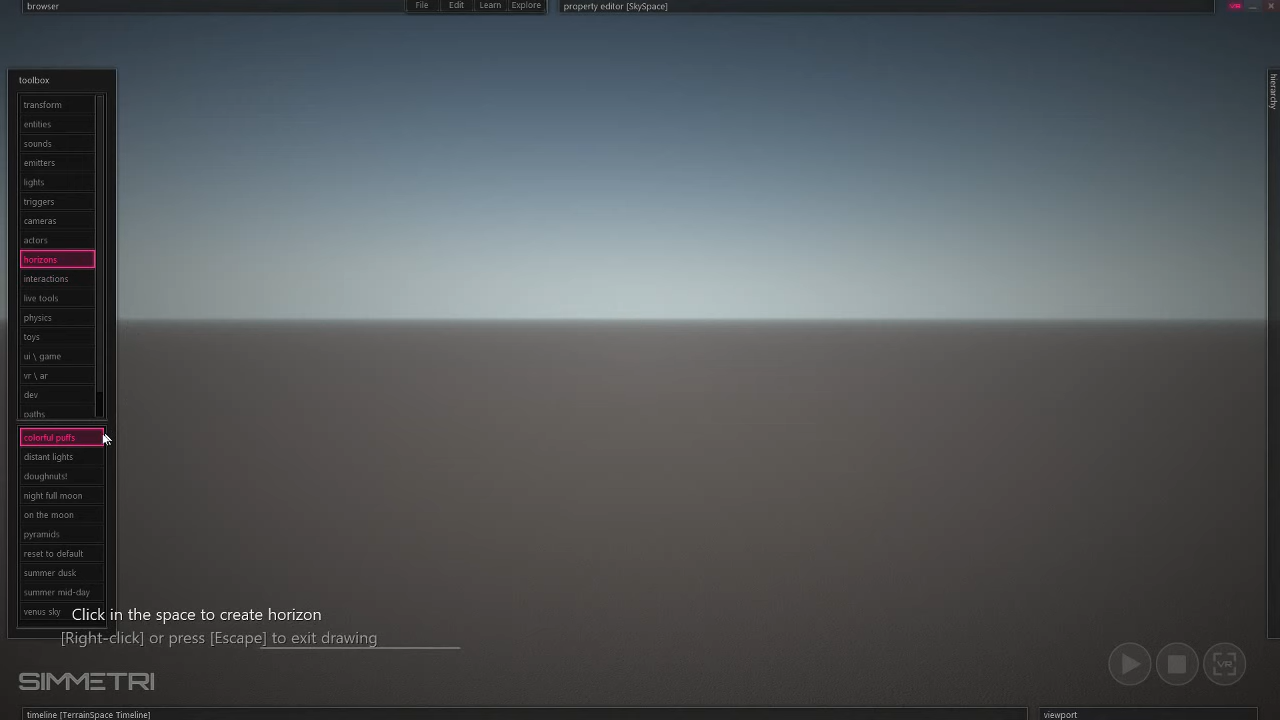 browser
File
Edit
Learn
Explore
property editor [SkySpace]
VR
toolbox
transform
entities
sounds
emitters
lights
triggers
cameras
actors
horizons
interactions
live tools
physics
toys
ui \ game
vr \ ar
dev
paths
colorful puffs
distant lights
doughnuts!
night full moon
on the moon
pyramids
reset to default
summer dusk
summer mid-day
venus sky
hierarchy
Click in the space to create horizon
[Right-click] or press [Escape] to exit drawing
SIMMETRI
VR
timeline [TerrainSpace Timeline]
viewport